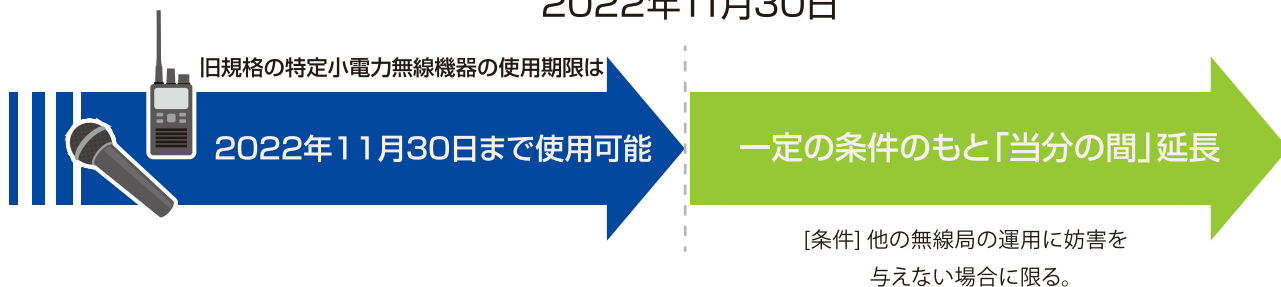 2022年11月30日
旧規格の特定小電力無線機器の使用期限は
2022年11月30日まで使用可能
一定の条件のもと「当分の間」延長
[条件] 他の無線局の運用に妨害を
与えない場合に限る。